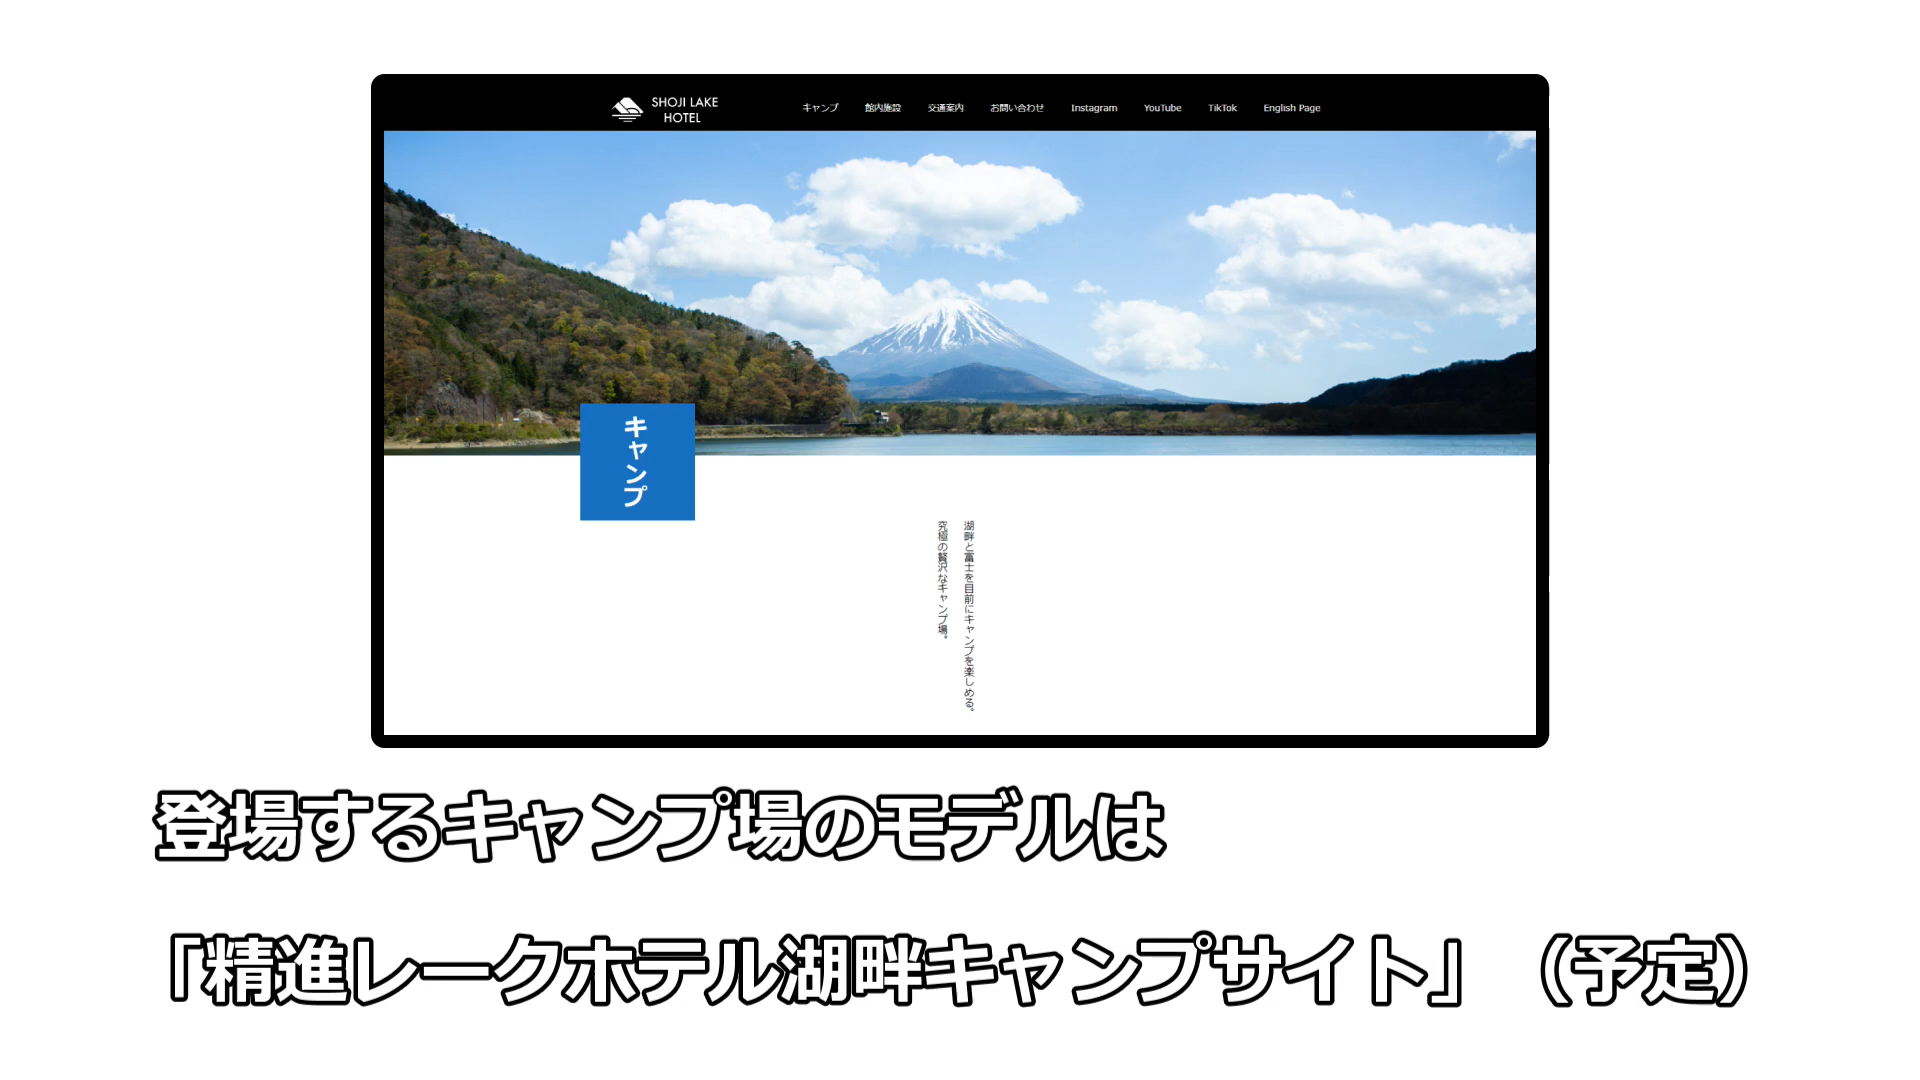 SHOJI LAKE
HOTEL
キャンプ
館内施設
交通案内
お問い合わせ
Instagram
YouTube
TikTok
English Page
キャンプ
湖畔と富士を目前にキャンプを楽しめる。
究極の贅沢なキャンプ場。
登場するキャンプ場のモデルは
「精進レークホテル湖畔キャンプサイト」（予定）